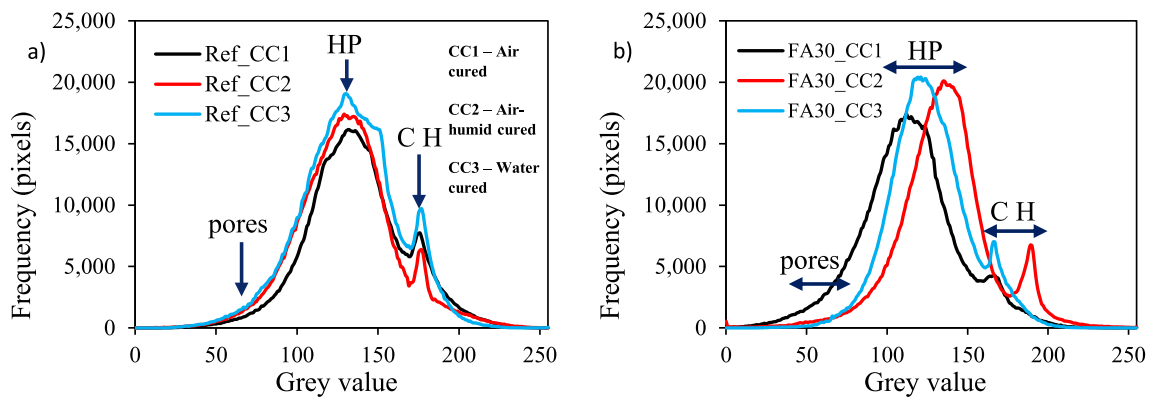 a)
25,000
20,000
15,000
10,000
5,000
0
Frequency (pixels)
Ref_CC1
Ref_CC2
Ref_CC3
HP
CC1 – Air
cured
CC2 – Air-
humid cured
CC3 – Water
cured
C H
pores
0 50 100 150 200 250
Grey value
b)
25,000
20,000
15,000
10,000
5,000
0
Frequency (pixels)
FA30_CC1
FA30_CC2
FA30_CC3
HP
C H
pores
0 50 100 150 200 250
Grey value